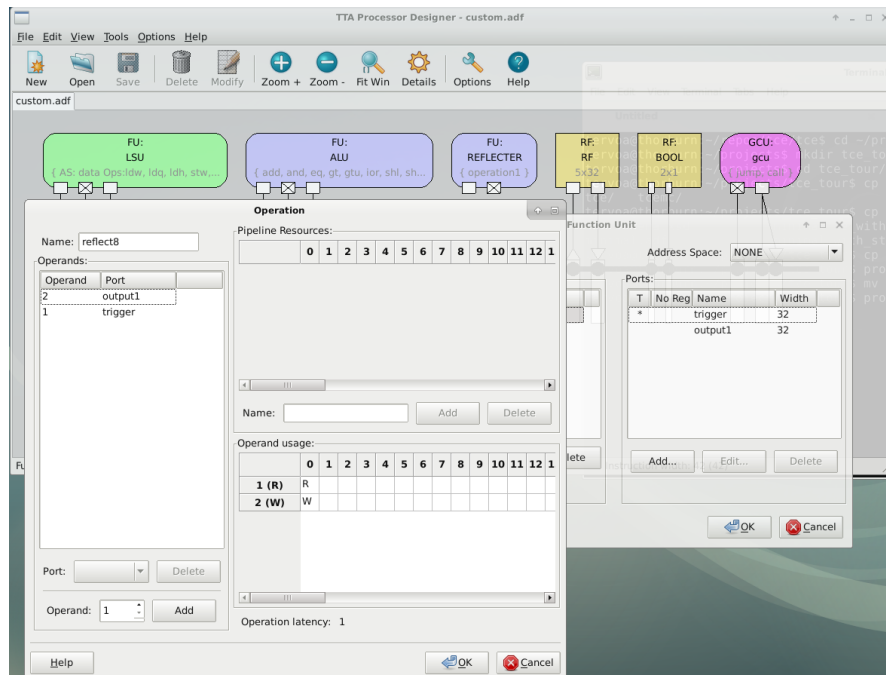 TTA Processor Designer - custom.adf
File Edit View Tools Options Help
New Open Save Delete Modify Zoom + Zoom - Fit Win Details Options Help
custom.adf
FU:
LSU
{ AS: data Ops:ldw, ldq, ldh, stw,...
FU:
ALU
{ add, and, eq, gt, gtu, ior, shl, sh...
FU:
REFLECTER
{ operation1 }
RF:
RF
5x32
RF:
BOOL
2x1
GCU:
gcu
{ jump, call }
Operation
Name: reflect8
Operands:
Operand Port
2 output1
1 trigger
Port: Delete
Operand: 1 Add
Help
Pipeline Resources:
0 1 2 3 4 5 6 7 8 9 10 11 12 1
Name: Add Delete
Operand usage:
0 1 2 3 4 5 6 7 8 9 10 11 12 1
1 (R) R
2 (W) W
Operation latency: 1
OK Cancel
Function Unit
Address Space: NONE
Ports:
T No Reg Name Width
* trigger 32
output1 32
lete
Add... Edit... Delete
OK Cancel